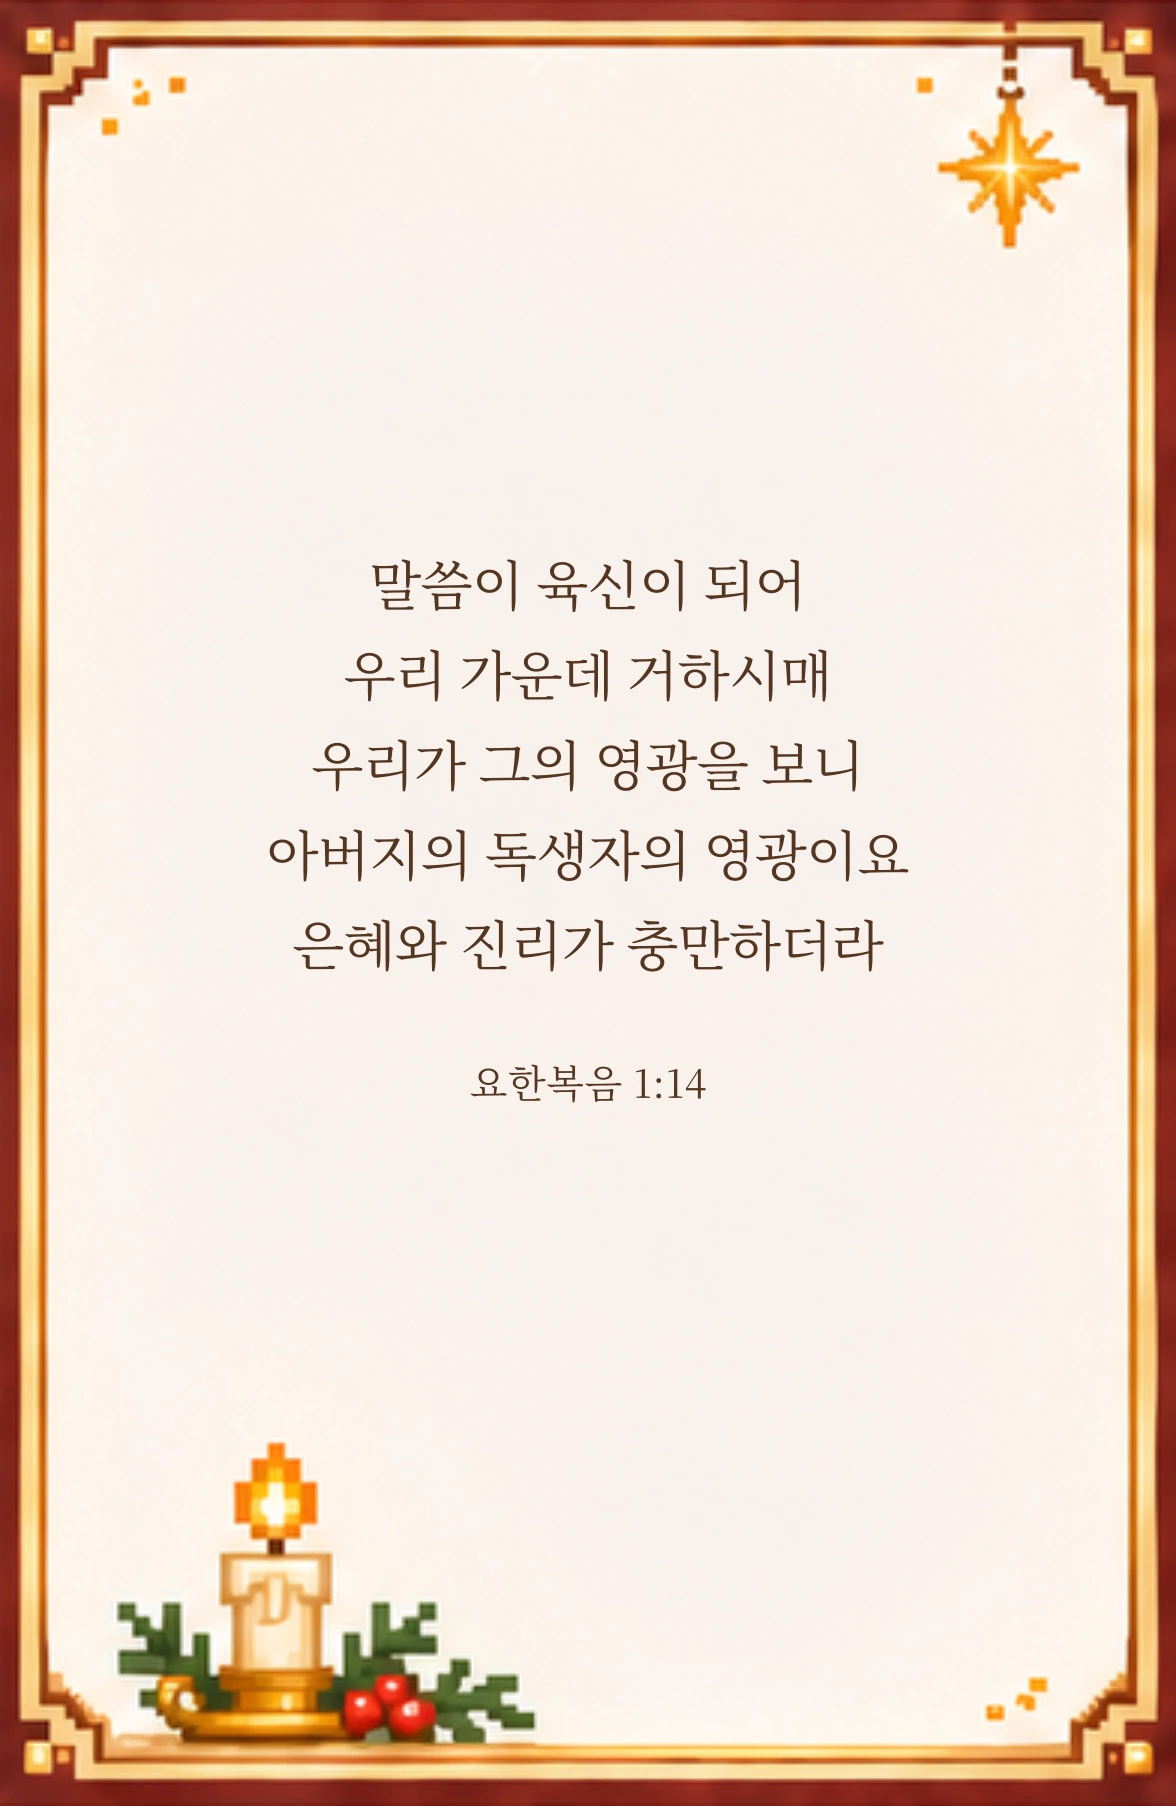 말씀이 육신이 되어
우리 가운데 거하시매
우리가 그의 영광을 보니
아버지의 독생자의 영광이요
은혜와 진리가 충만하더라
요한복음 1:14